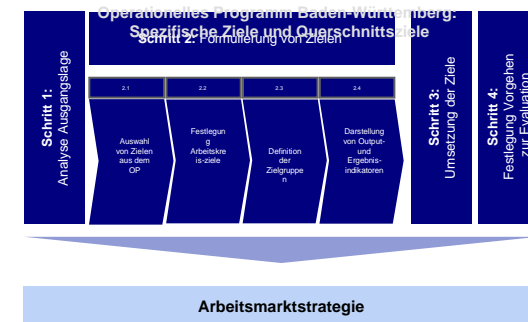 Operationelles Programm Baden-Württemberg:
Spezifische Ziele und Querschnittsziele
Schritt 1:
Analyse Ausgangslage
Schritt 2: Formulierung von Zielen
2.1
2.2
2.3
2.4
Auswahl
von Zielen
aus dem
OP
Festlegun
g
Arbeitskre
is-ziele
Definition
der
Zielgruppe
n
Darstellung
von Output-
und
Ergebnis-
indikatoren
Schritt 3:
Umsetzung der Ziele
Schritt 4:
Festlegung Vorgehen
zur Evaluation
Arbeitsmarktstrategie